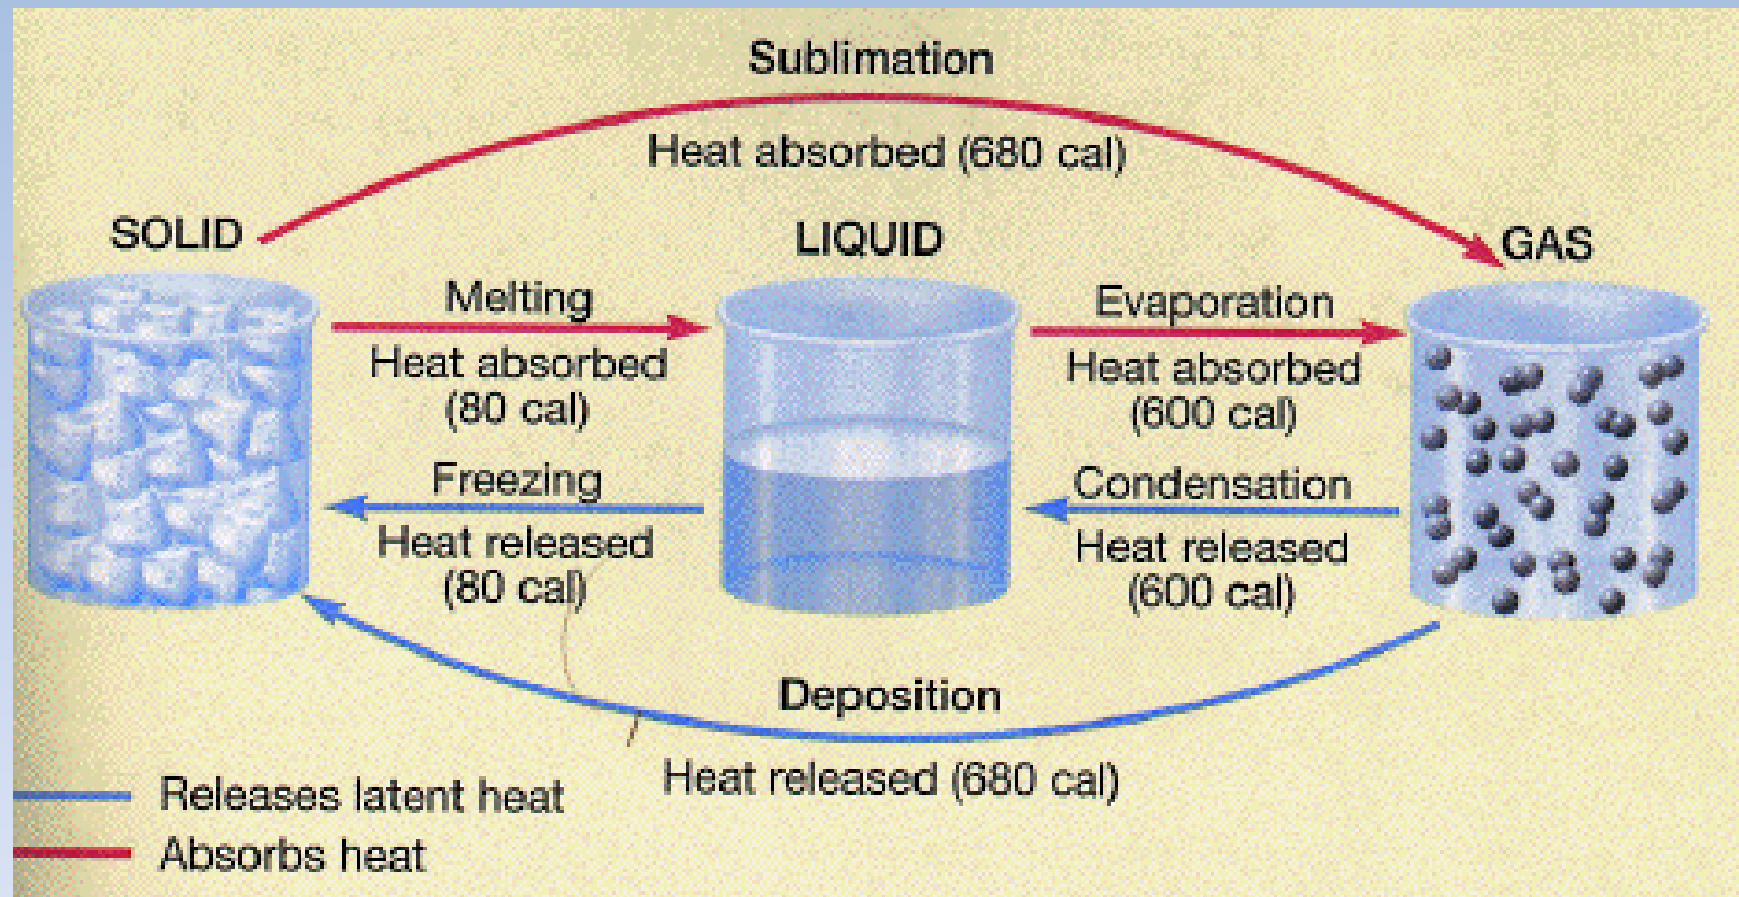 Sublimation
Heat absorbed (680 cal)
SOLID
LIQUID
GAS
Melting
Heat absorbed
(80 cal)
Evaporation
Heat absorbed
(600 cal)
Freezing
Heat released
(80 cal)
Condensation
Heat released
(600 cal)
Deposition
Heat released (680 cal)
Releases latent heat
Absorbs heat